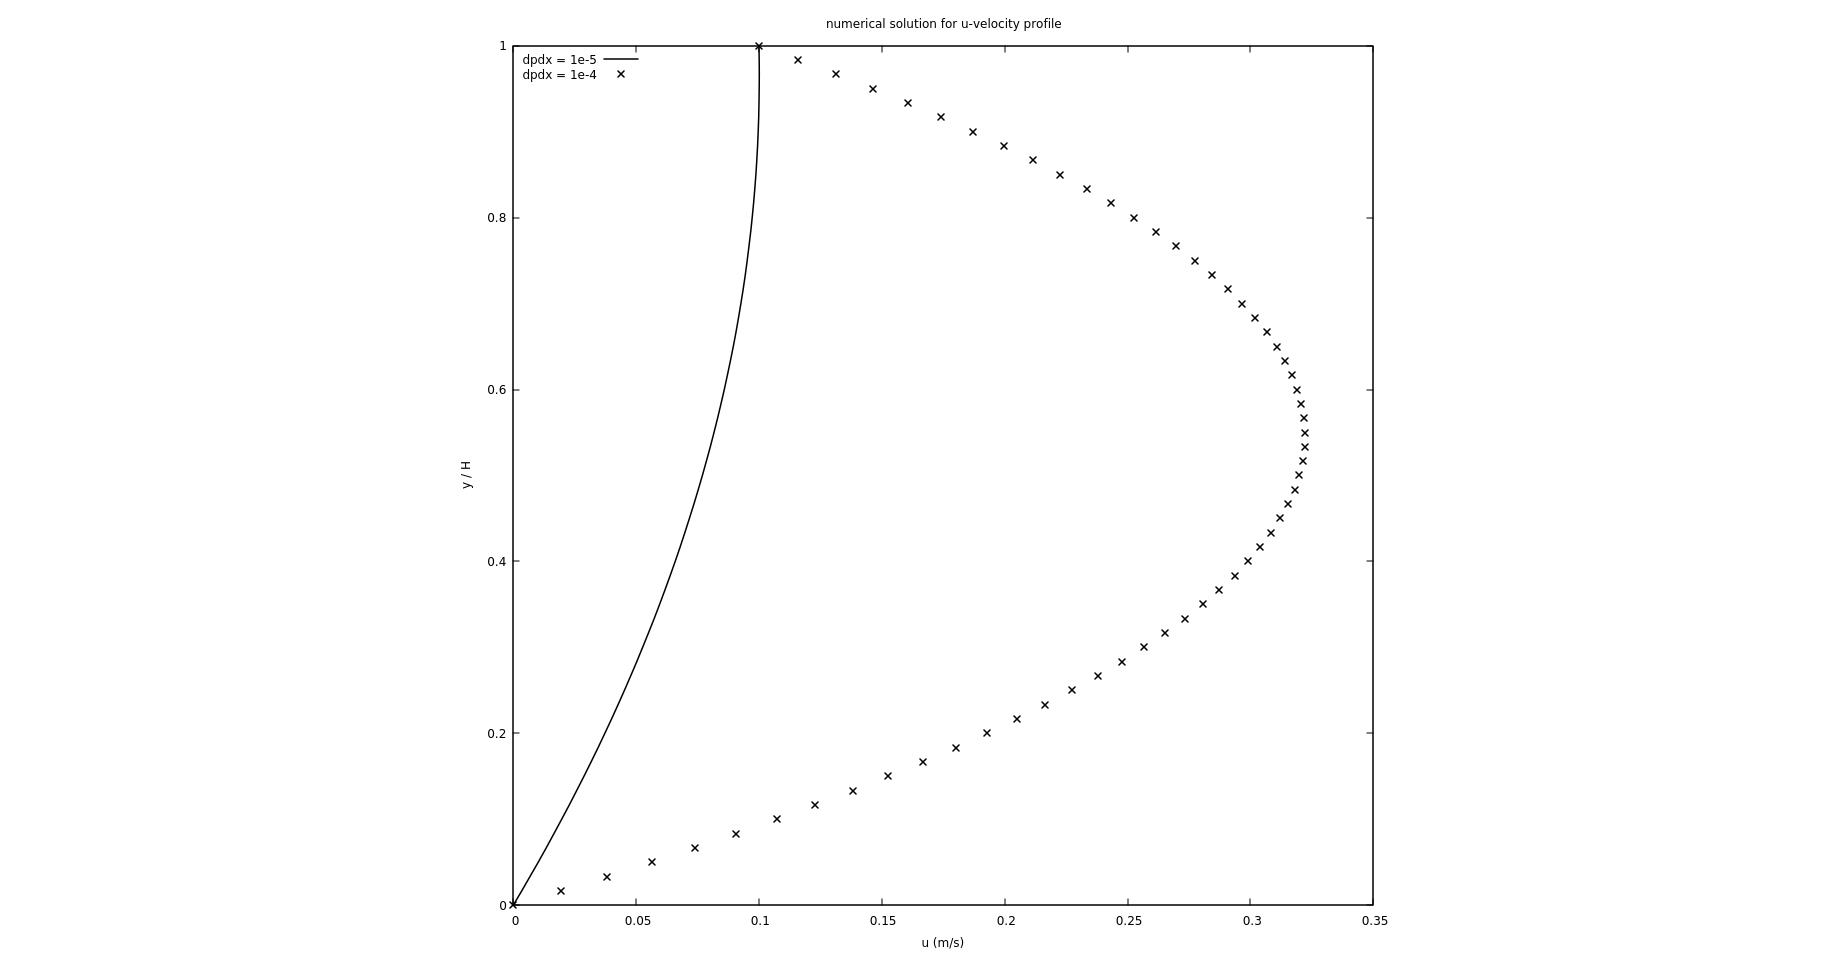 numerical solution for u-velocity profile
dpdx = 1e-5
dpdx = 1e-4
1
0.8
0.6
0.4
0.2
0
y / H
0 0.05 0.1 0.15 0.2 0.25 0.3 0.35
u (m/s)